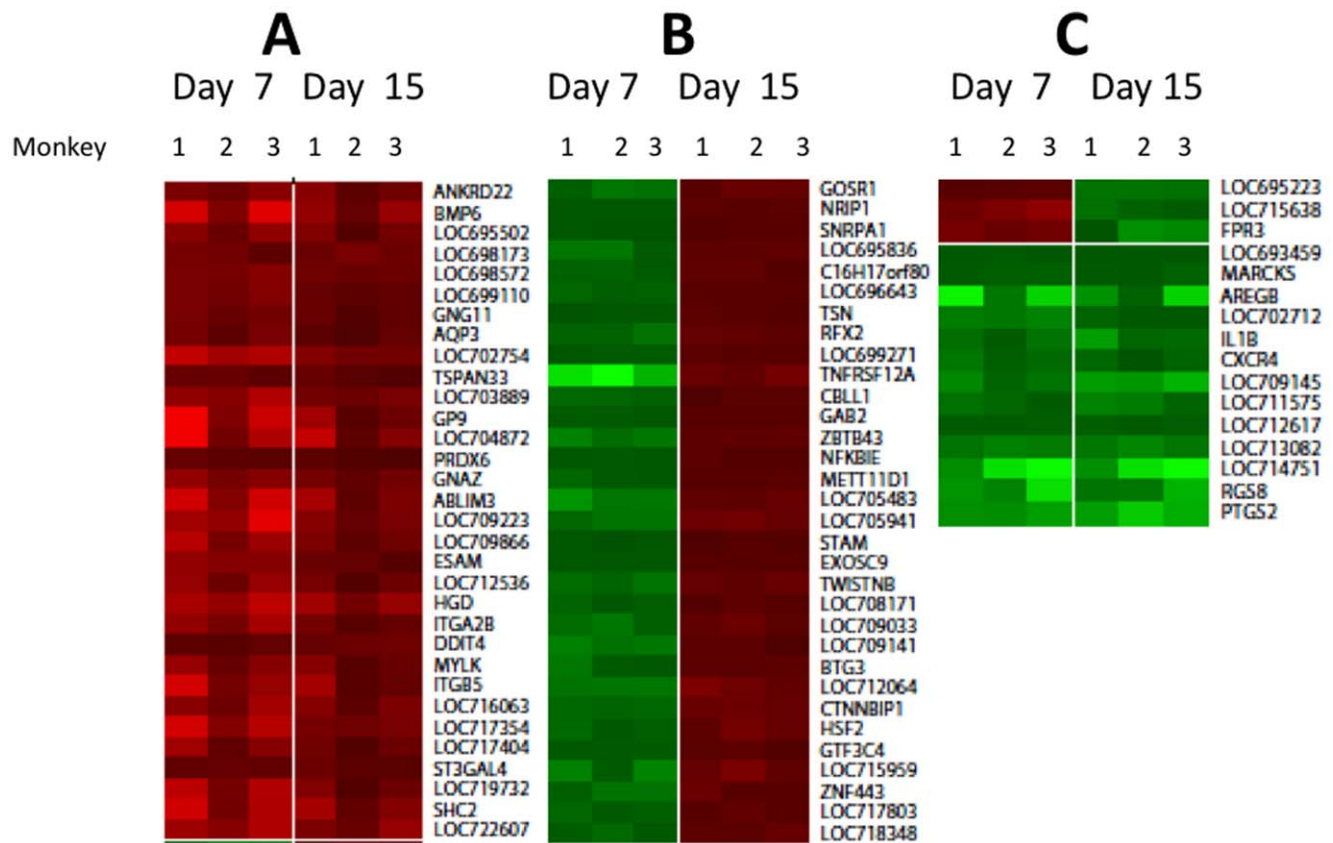 A B C
Day 7 Day 15 Day 7 Day 15 Day 7 Day 15
Monkey 1 2 3 1 2 3 1 2 3 1 2 3 1 2 3 1 2 3
ANKRD22
BMP6
LOC695502
LOC698173
LOC698572
LOC699110
GNG11
AQP3
LOC702754
TSPAN33
LOC703889
GP9
LOC704872
PRDX6
GNAZ
ABLIM3
LOC709223
LOC709866
ESAM
LOC712536
HGD
ITGA2B
DDIT4
MYLK
ITGB5
LOC716063
LOC717354
LOC717404
ST3GAL4
LOC719732
SHC2
LOC722607
GOSR1
NRIP1
SNRPA1
LOC695836
C16H17orf80
LOC696643
TSN
RFX2
LOC699271
TNFRSF12A
CBLL1
GAB2
ZBTB43
NFKBIE
METT11D1
LOC705483
LOC705941
STAM
EXOSC9
TWISTNB
LOC708171
LOC709033
LOC709141
BTG3
LOC712064
CTNNBIP1
HSF2
GTF3C4
LOC715959
ZNF443
LOC717803
LOC718348
LOC695223
LOC715638
FPR3
LOC693459
MARCKS
AREGB
LOC702712
IL1B
CXCR4
LOC709145
LOC711575
LOC712617
LOC713082
LOC714751
RGS8
PTGS2